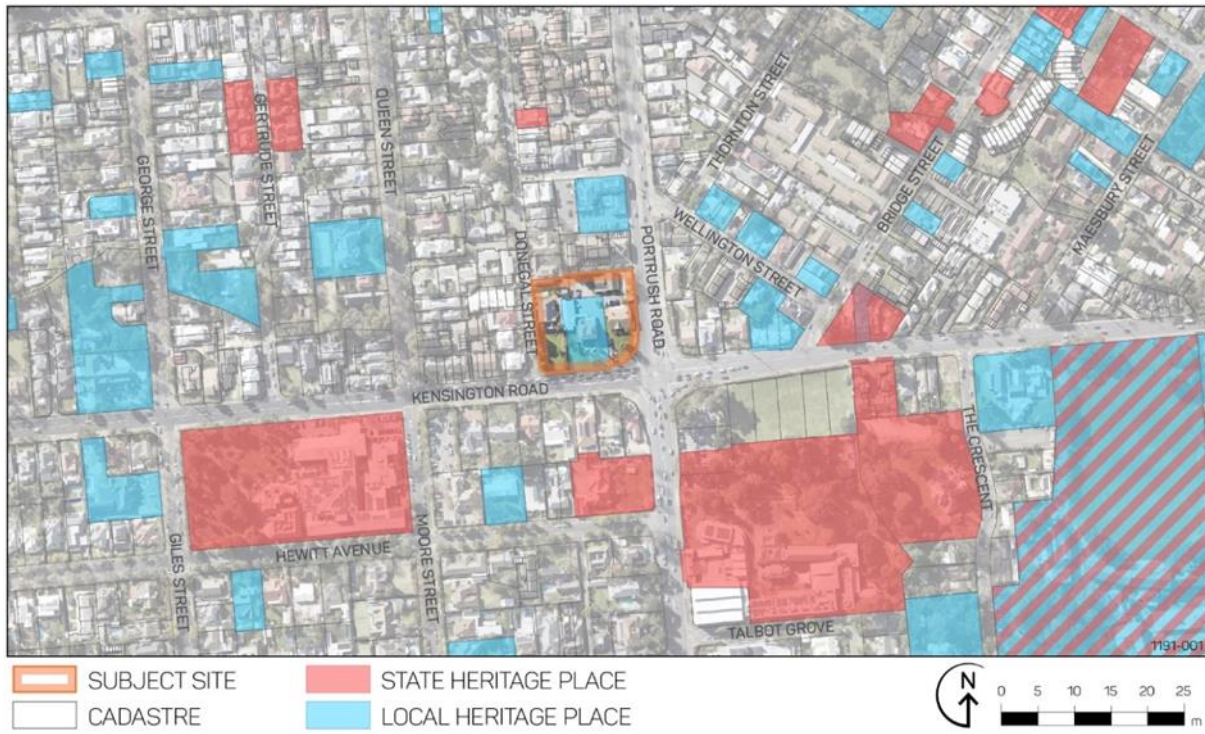 GERTRUDE STREET
QUEEN STREET
GEORGE STREET
THORNTON STREET
BRIDGE STREET
MAESBURY STREET
WELLINGTON STREET
DONEGAL STREET
PORTRUSH ROAD
KENSINGTON ROAD
THE CRESCENT
MOORE STREET
HEWITT AVENUE
GILES STREET
TALBOT GROVE
1191-001
SUBJECT SITE
STATE HERITAGE PLACE
CADASTRE
LOCAL HERITAGE PLACE
N
0 5 10 15 20 25
m